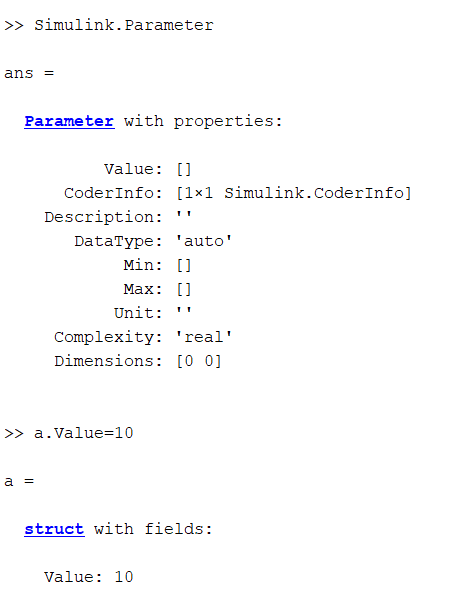 >> Simulink.Parameter
ans =
Parameter with properties:
Value: []
CoderInfo: [1×1 Simulink.CoderInfo]
Description: ''
DataType: 'auto'
Min: []
Max: []
Unit: ''
Complexity: 'real'
Dimensions: [0 0]
>> a.Value=10
a =
struct with fields:
Value: 10